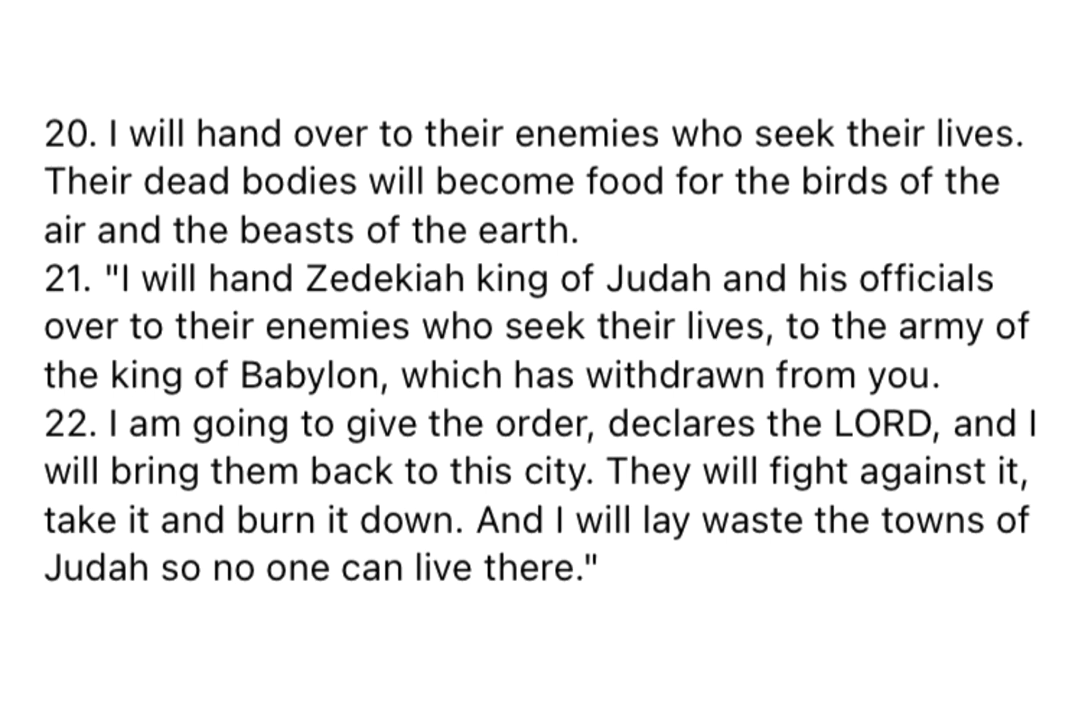 20. I will hand over to their enemies who seek their lives.
Their dead bodies will become food for the birds of the
air and the beasts of the earth.
21. "I will hand Zedekiah king of Judah and his officials
over to their enemies who seek their lives, to the army of
the king of Babylon, which has withdrawn from you.
22. I am going to give the order, declares the LORD, and I
will bring them back to this city. They will fight against it,
take it and burn it down. And I will lay waste the towns of
Judah so no one can live there."